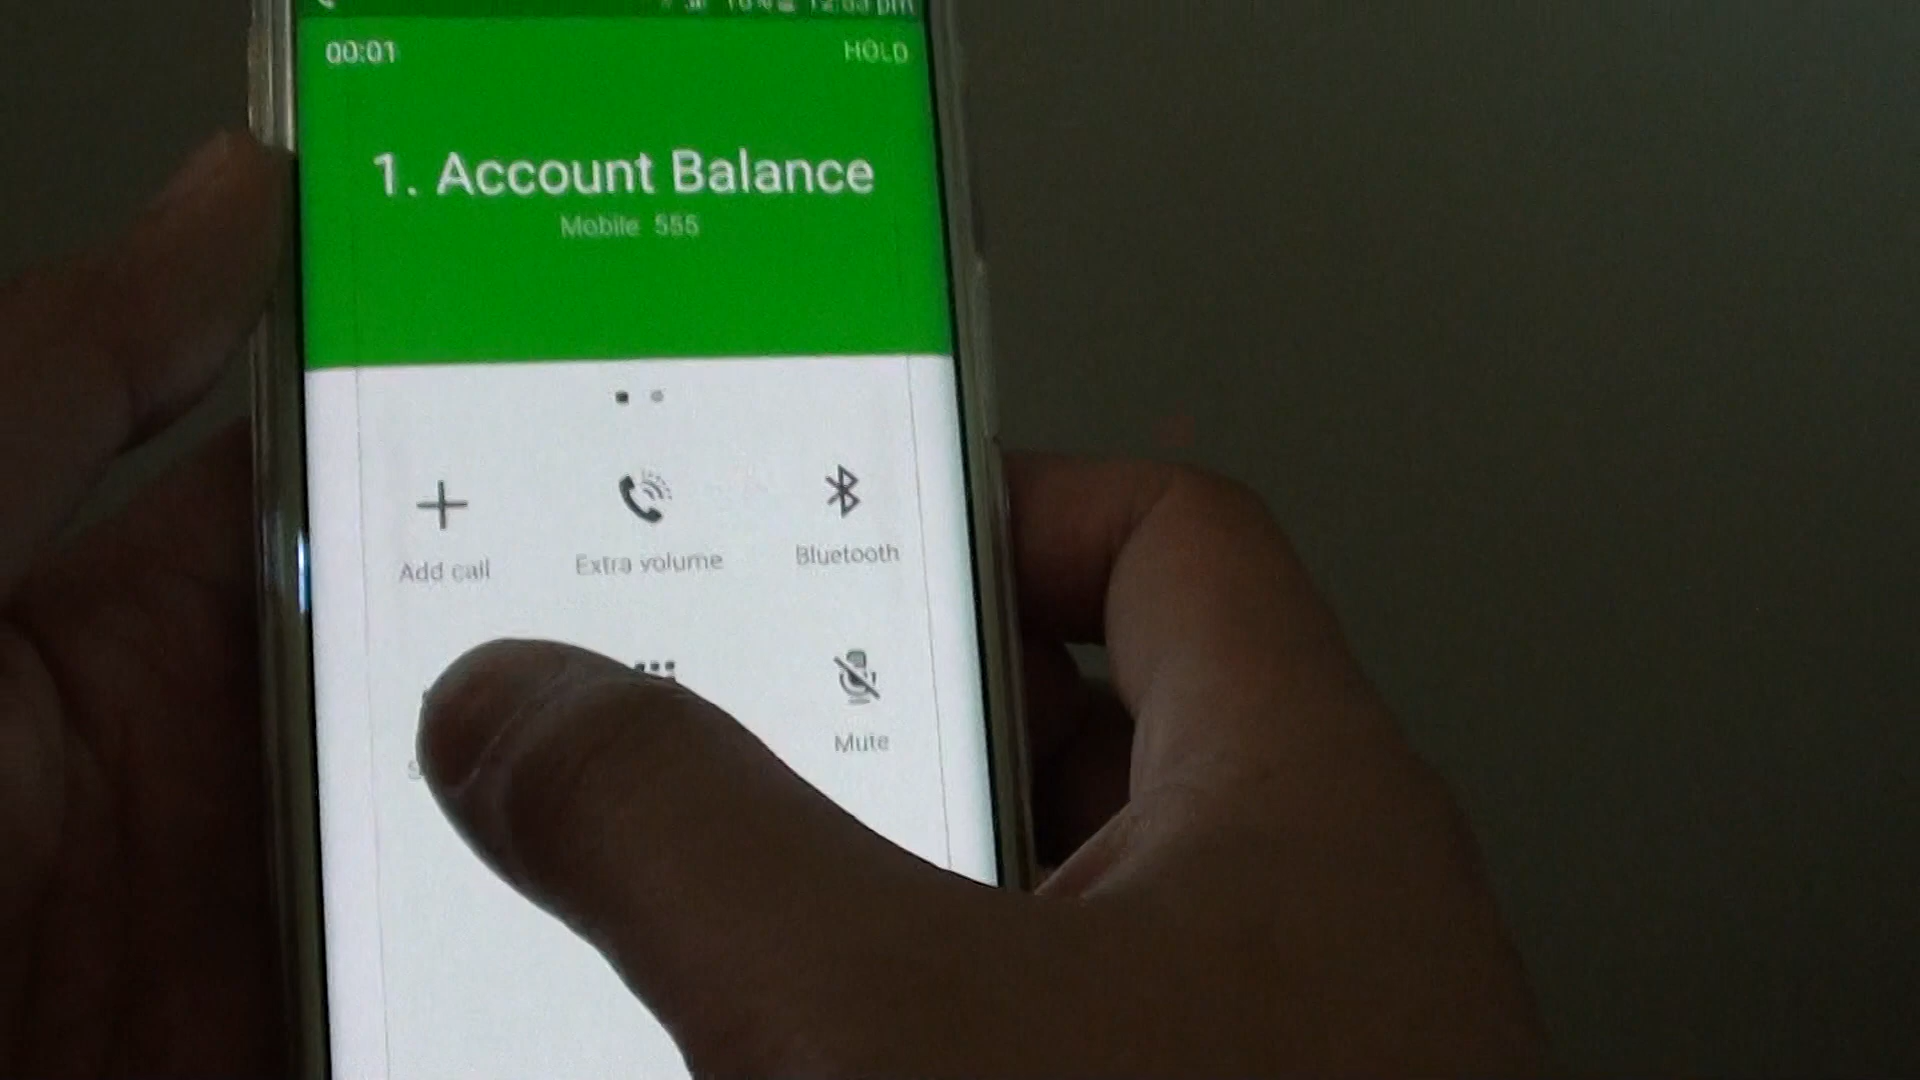 00:01 HOLD
1. Account Balance
Mobile 555
Add call Extra volume Bluetooth
Mute